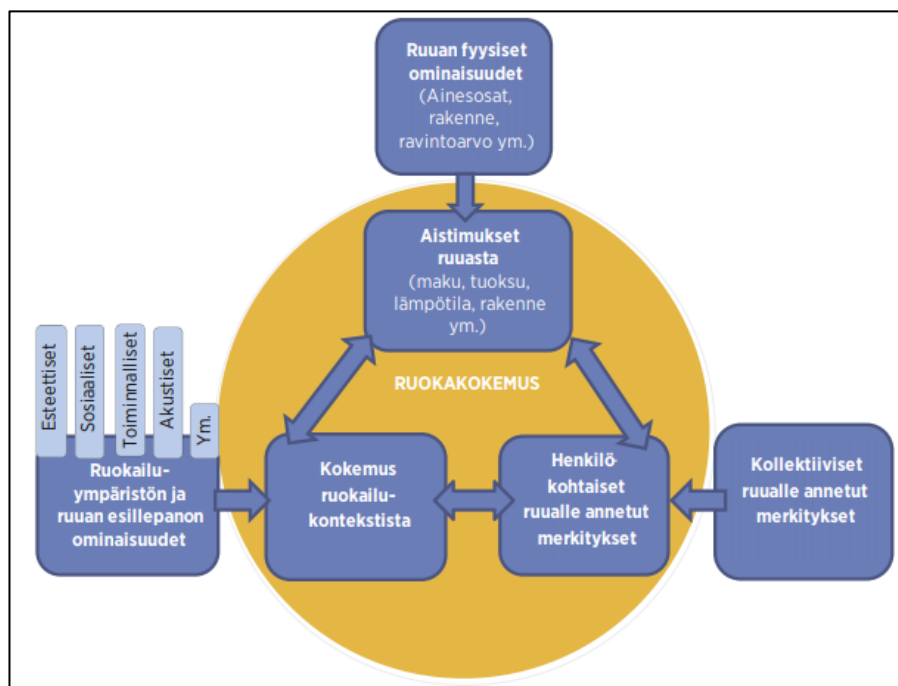 Ruuan fyysiset
ominaisuudet
(Ainesosat,
rakenne,
ravintoarvo ym.)
Aistimukset
ruuasta
(maku, tuoksu,
lämpötila, rakenne
ym.)
RUOKAKOKEMUS
Esteettiset
Sosiaaliset
Toiminnalliset
Akustiset
Ym.
Ruokailu-
ympäristön ja
ruuan esillepanon
ominaisuudet
Kokemus
ruokailu-
kontekstista
Henkilö-
kohtaiset
ruualle annetut
merkitykset
Kollektiiviset
ruualle annetut
merkitykset